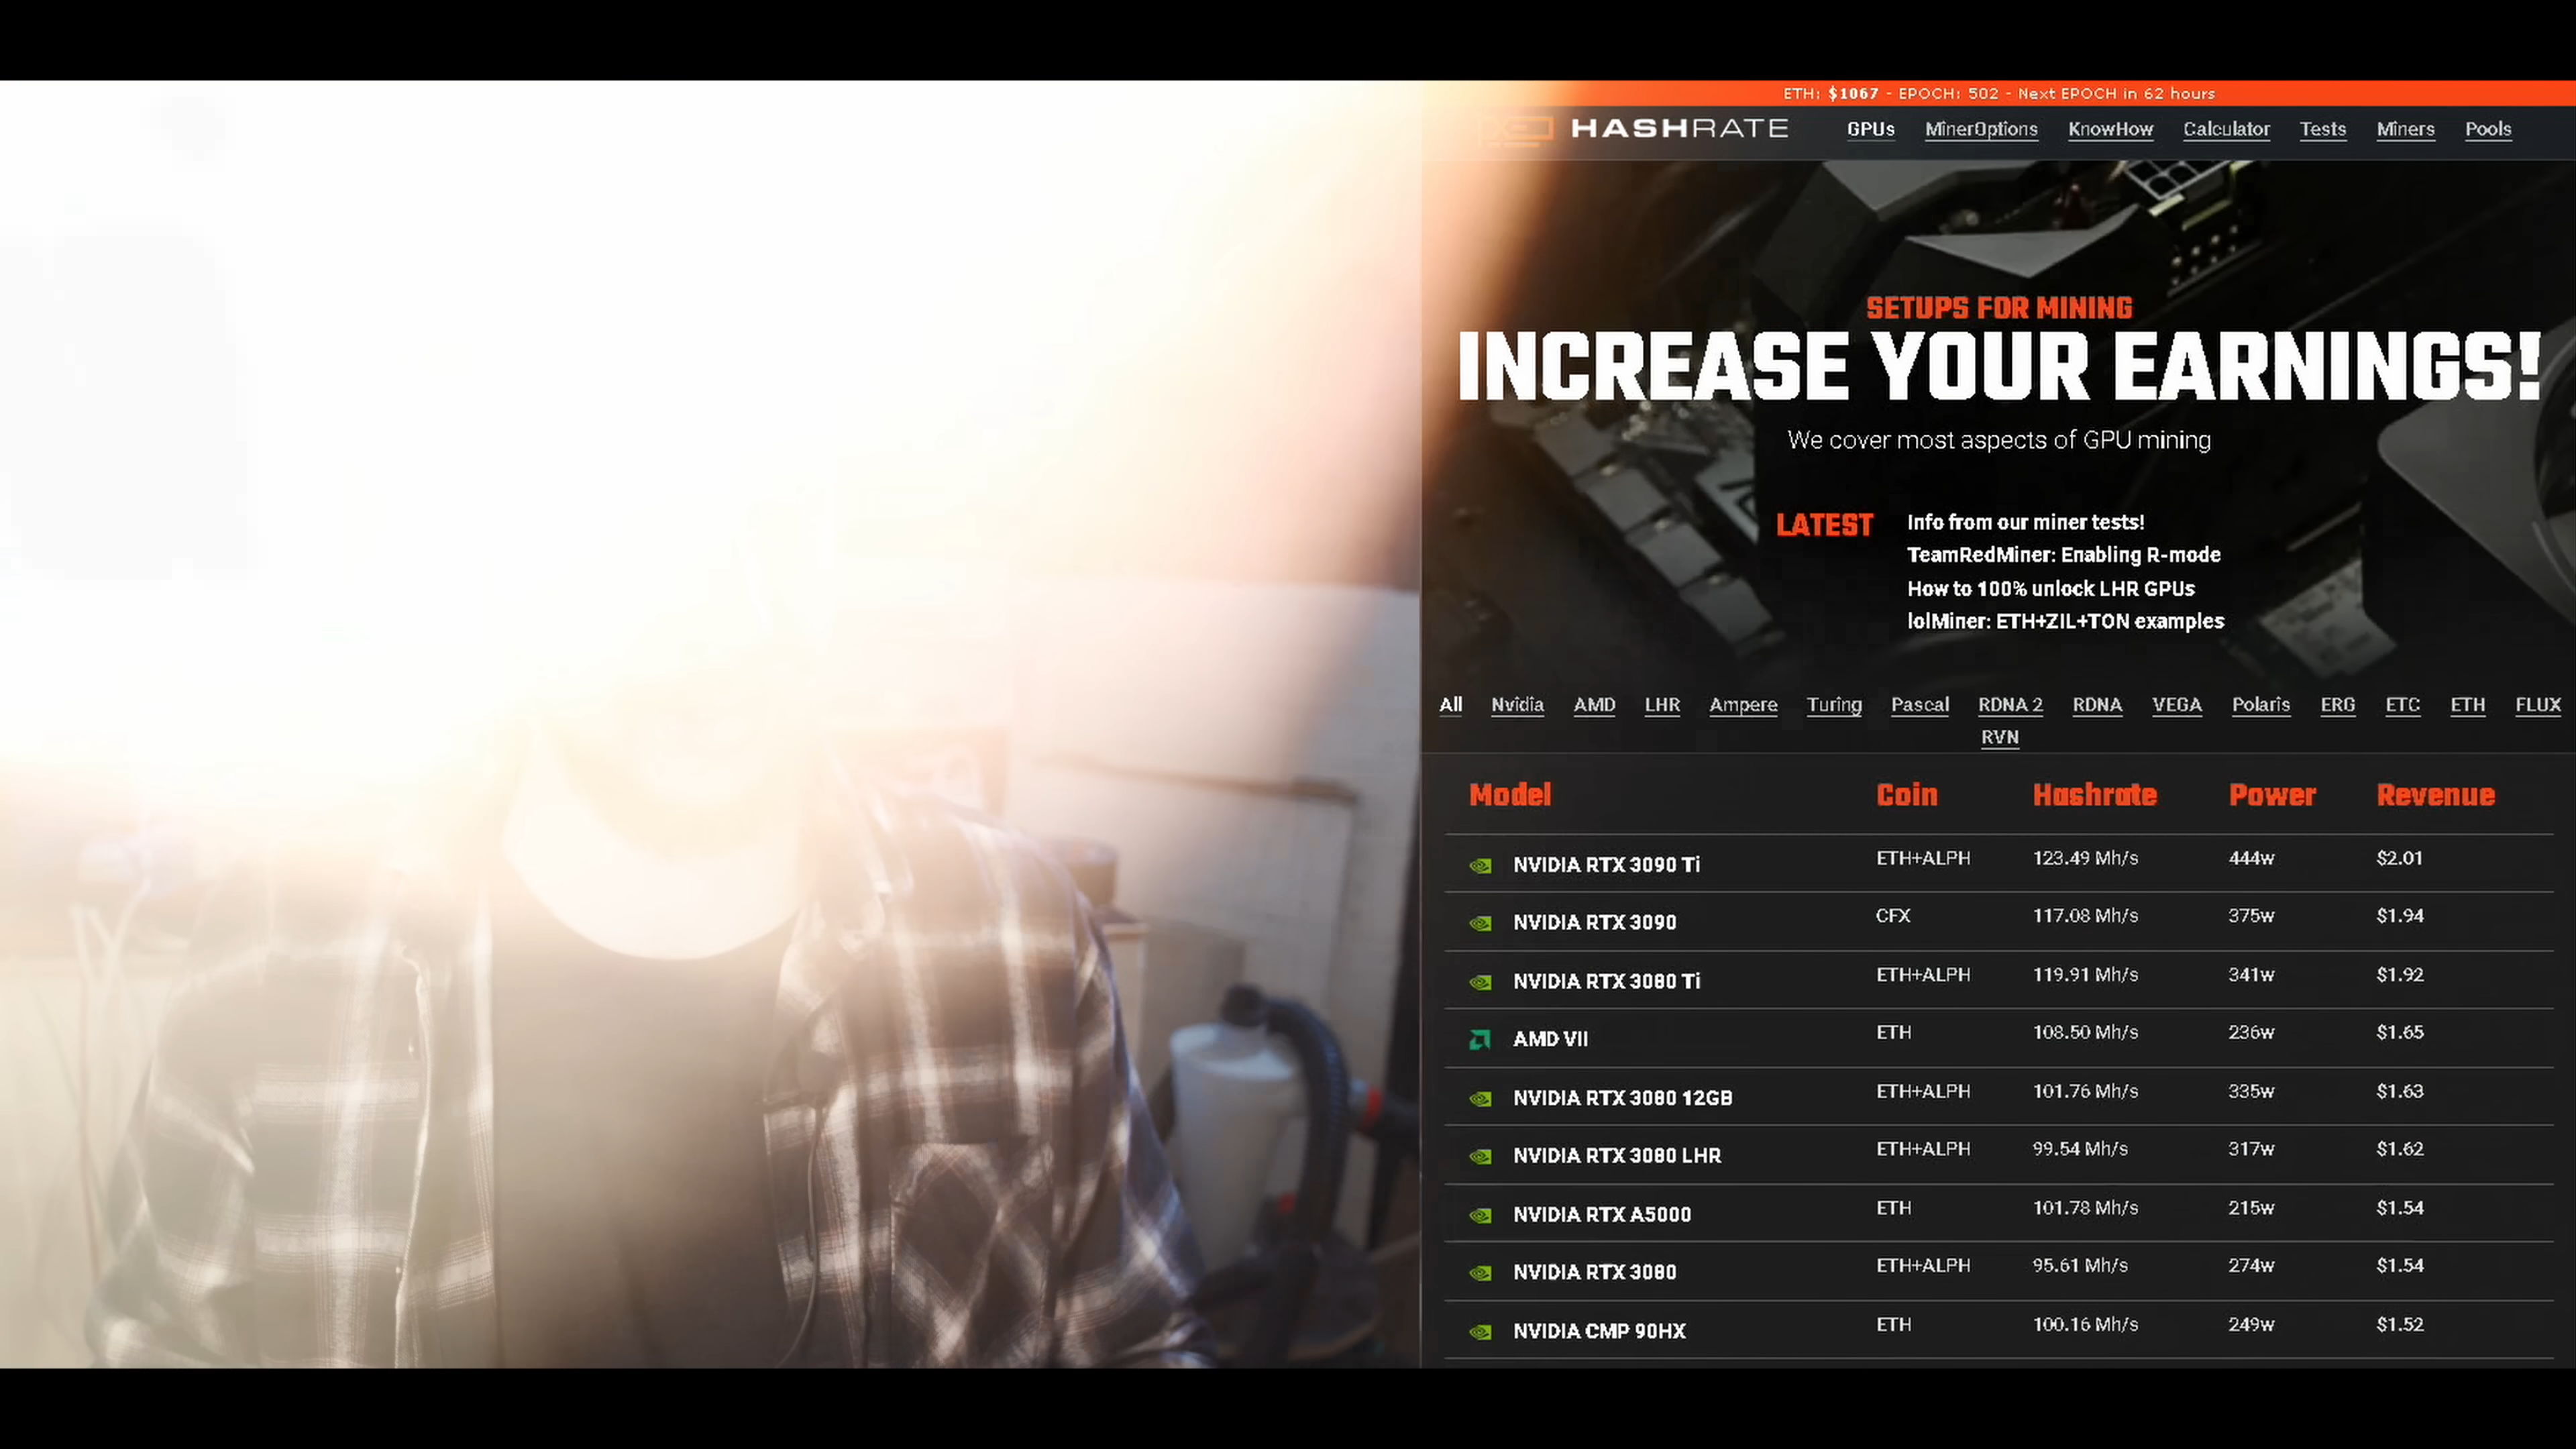 ETH: $1067 - EPOCH: 502 - Next EPOCH in 62 hours
HASHRATE GPUs MinerOptions KnowHow Calculator Tests Miners Pools
SETUPS FOR MINING
INCREASE YOUR EARNINGS!
We cover most aspects of GPU mining
LATEST Info from our miner tests!
TeamRedMiner: Enabling R-mode
How to 100% unlock LHR GPUs
lolMiner: ETH+ZIL+TON examples
All Nvidia AMD LHR Ampere Turing Pascal RDNA 2 RDNA VEGA Polaris ERG ETC ETH FLUX
RVN
Model Coin Hashrate Power Revenue
NVIDIA RTX 3090 Ti ETH+ALPH 123.49 Mh/s 444w $2.01
NVIDIA RTX 3090 CFX 117.08 Mh/s 375w $1.94
NVIDIA RTX 3080 Ti ETH+ALPH 119.91 Mh/s 341w $1.92
AMD VII ETH 108.50 Mh/s 236w $1.65
NVIDIA RTX 3080 12GB ETH+ALPH 101.76 Mh/s 335w $1.63
NVIDIA RTX 3080 LHR ETH+ALPH 99.54 Mh/s 317w $1.62
NVIDIA RTX A5000 ETH 101.78 Mh/s 215w $1.54
NVIDIA RTX 3080 ETH+ALPH 95.61 Mh/s 274w $1.54
NVIDIA CMP 90HX ETH 100.16 Mh/s 249w $1.52